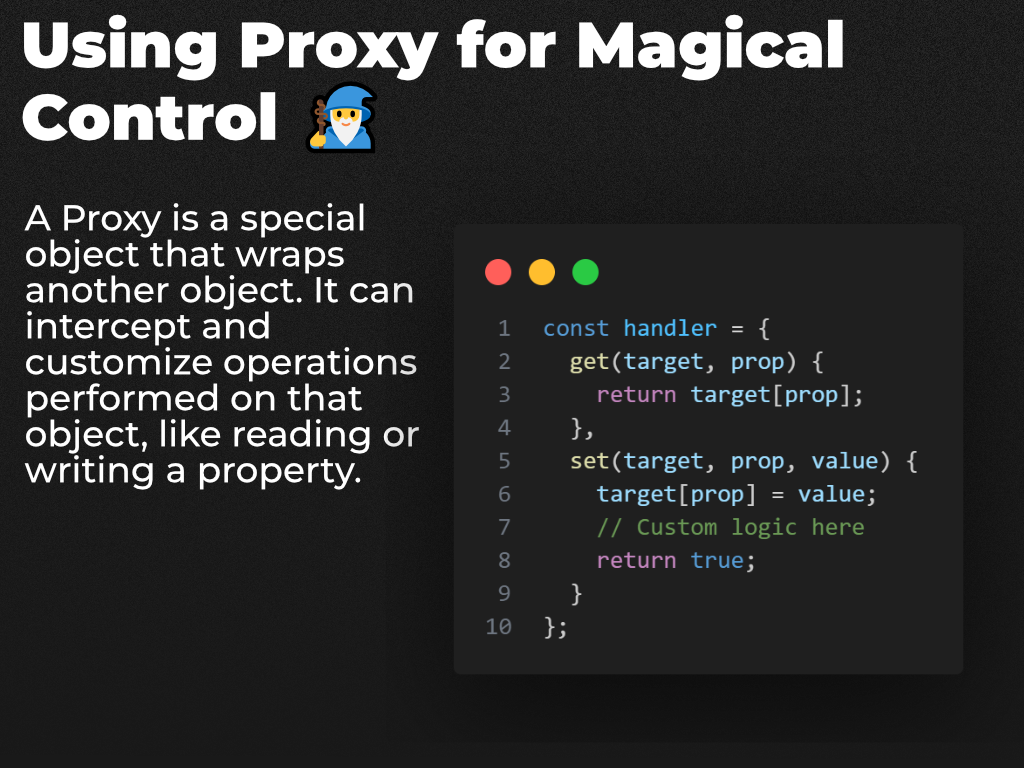 Using Proxy for Magical
Control 🧙‍♂️
A Proxy is a special
object that wraps
another object. It can
intercept and
customize operations
performed on that
object, like reading or
writing a property.
1 const handler = {
2   get(target, prop) {
3     return target[prop];
4   },
5   set(target, prop, value) {
6     target[prop] = value;
7     // Custom logic here
8     return true;
9   }
10 };